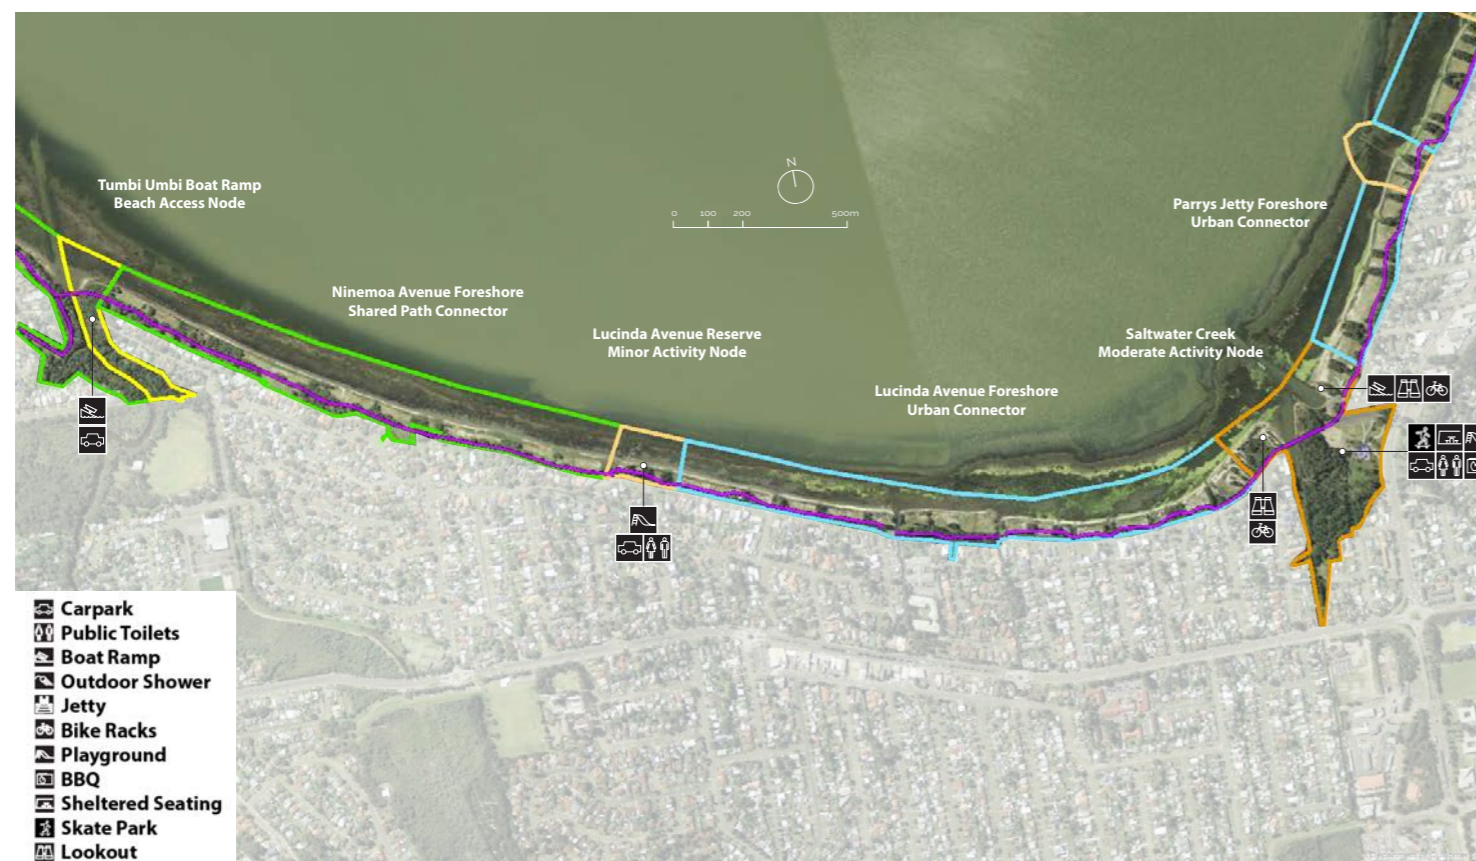 N
0 100 200 500m
Tumbi Umbi Boat Ramp
Beach Access Node
Parrys Jetty Foreshore
Urban Connector
Ninemoa Avenue Foreshore
Shared Path Connector
Lucinda Avenue Reserve
Minor Activity Node
Saltwater Creek
Moderate Activity Node
Lucinda Avenue Foreshore
Urban Connector
Carpark
Public Toilets
Boat Ramp
Outdoor Shower
Jetty
Bike Racks
Playground
BBQ
Sheltered Seating
Skate Park
Lookout